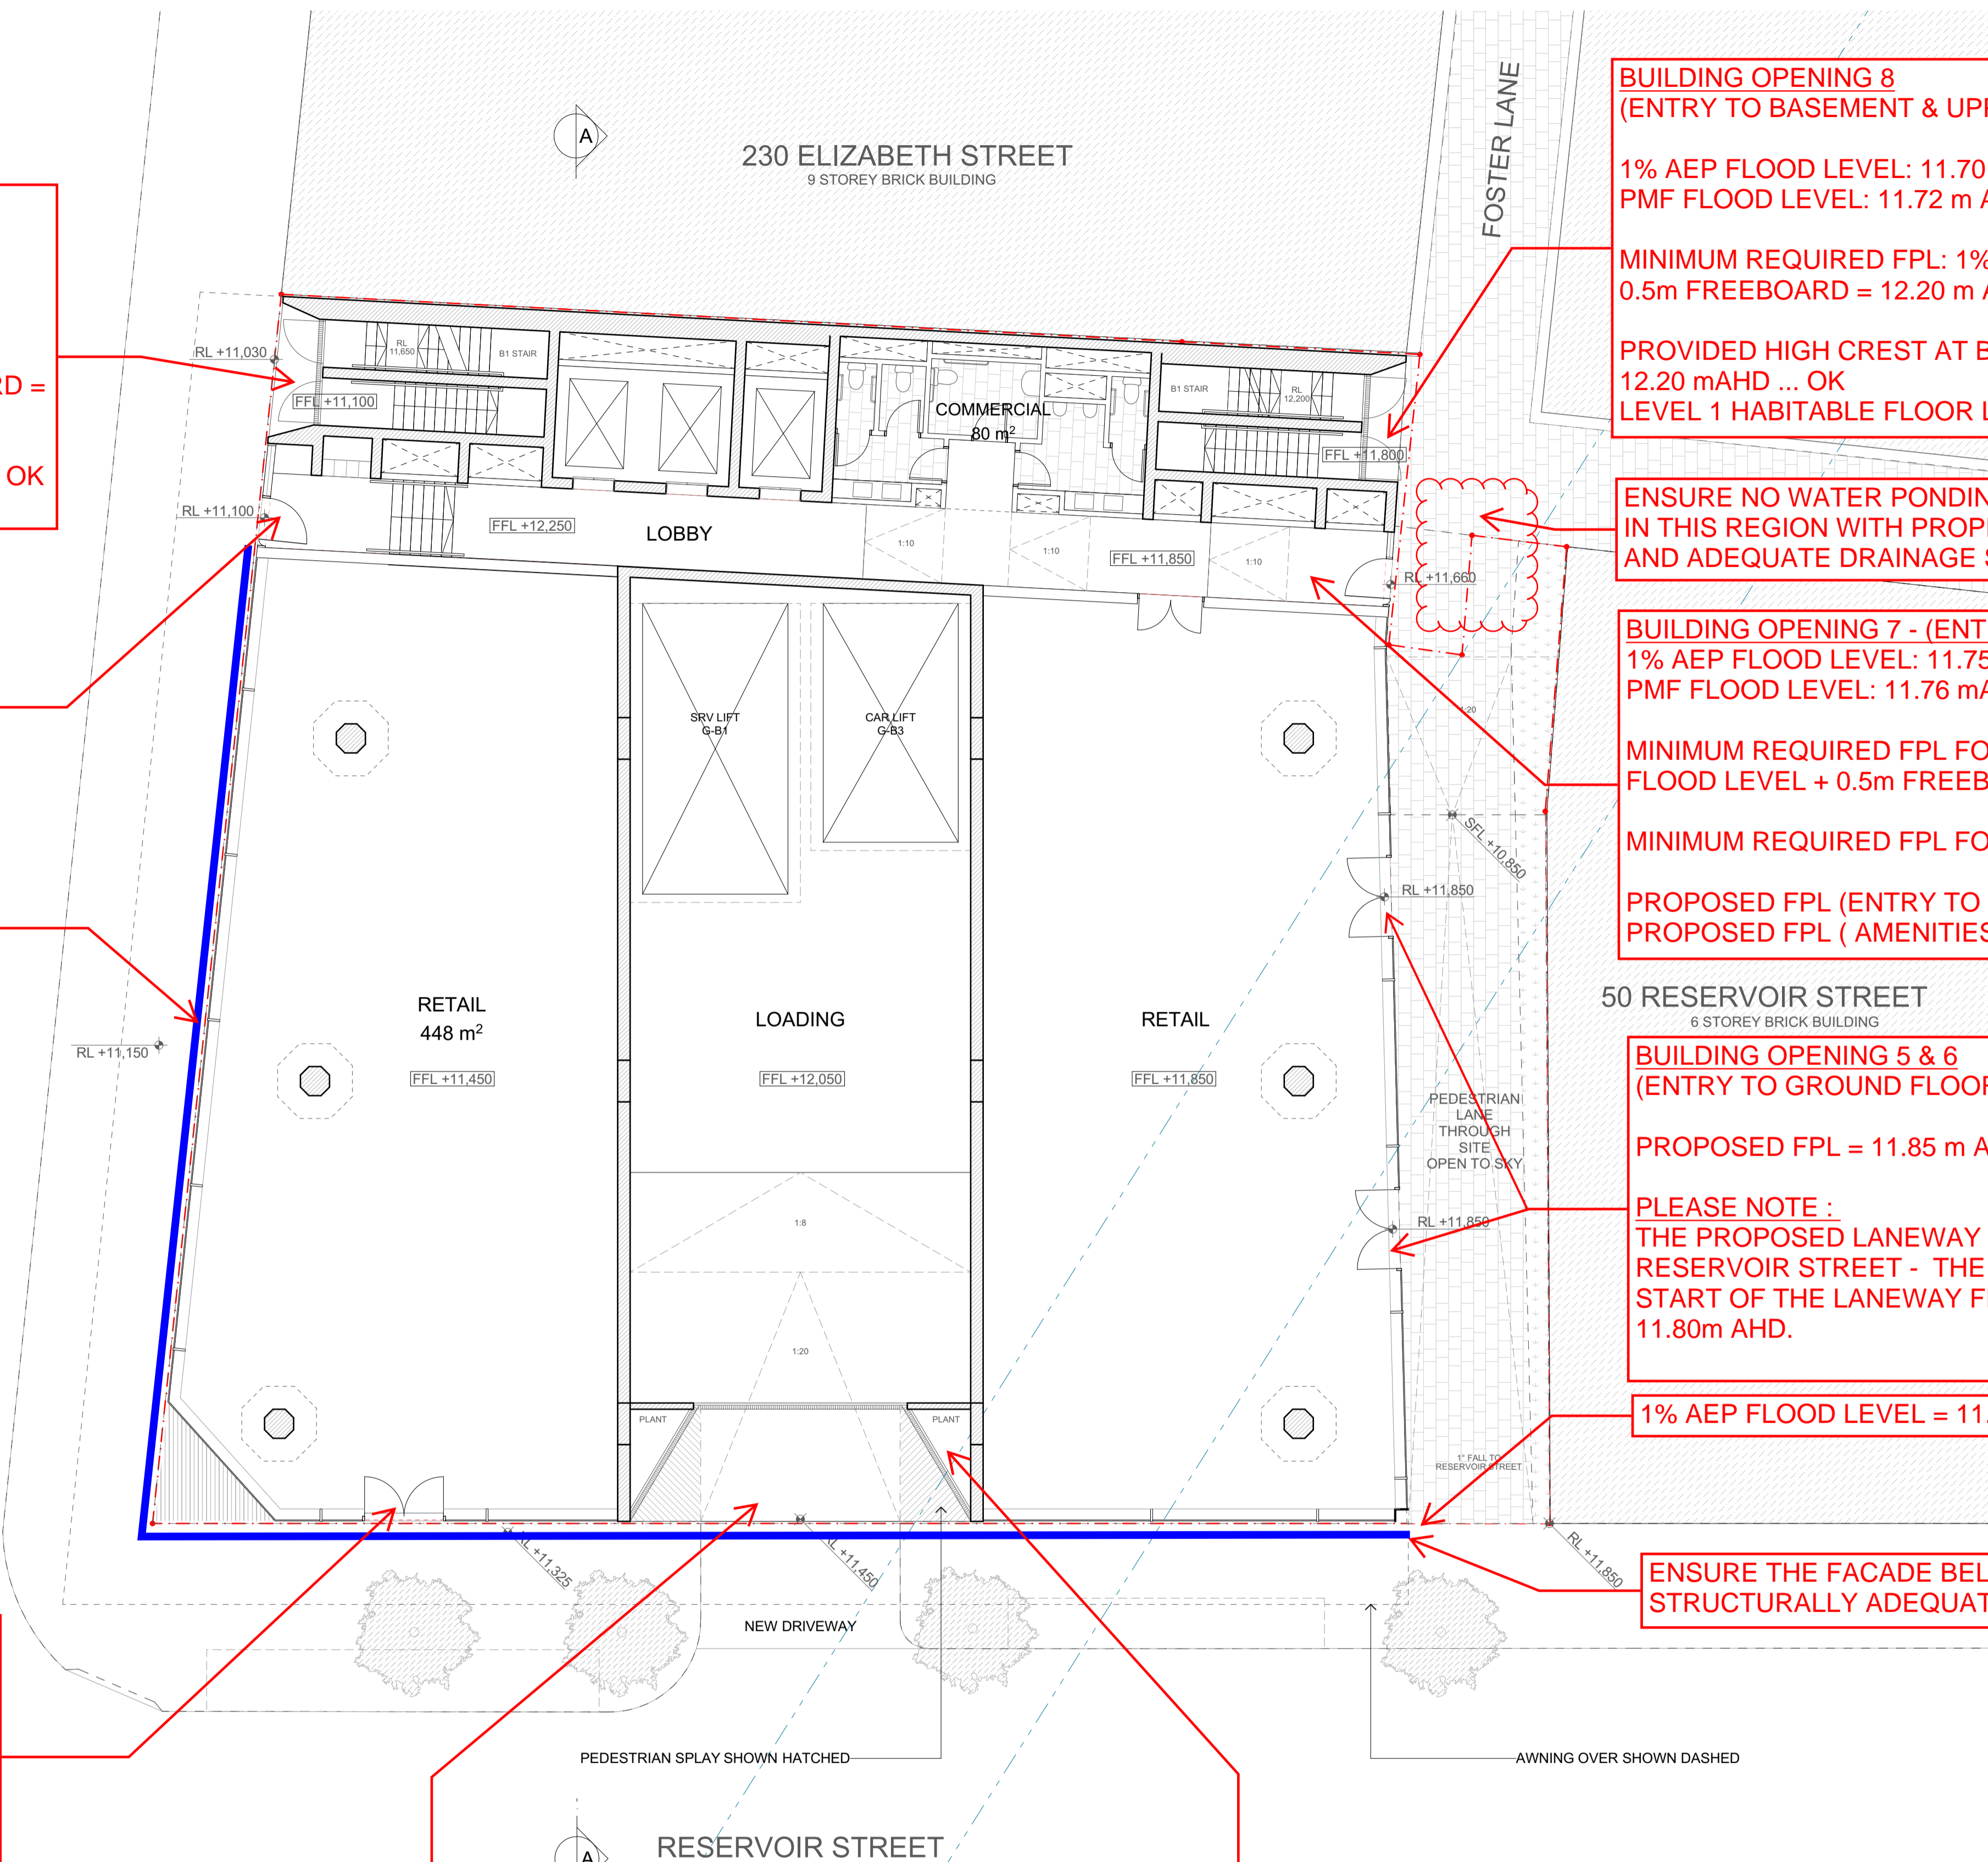 BUILDING OPENING 8
(ENTRY TO BASEMENT & UPP
1% AEP FLOOD LEVEL: 11.70
PMF FLOOD LEVEL: 11.72 m A
MINIMUM REQUIRED FPL: 1%
0.5m FREEBOARD = 12.20 m A
PROVIDED HIGH CREST AT B
12.20 mAHD ... OK
LEVEL 1 HABITABLE FLOOR L
A
230 ELIZABETH STREET
9 STOREY BRICK BUILDING
FOSTER LANE
RD =
OK
RL +11,030
RL
11,650
B1 STAIR
FFL +11,100
COMMERCIAL
80 m²
B1 STAIR
RL
12,200
FFL +11,800
RL +11,100
FFL +12,250
LOBBY
1:10
1:10
FFL +11,850
1:10
RL +11,660
ENSURE NO WATER PONDIN
IN THIS REGION WITH PROPE
AND ADEQUATE DRAINAGE S
BUILDING OPENING 7 - (ENT
1% AEP FLOOD LEVEL: 11.75
PMF FLOOD LEVEL: 11.76 mA
MINIMUM REQUIRED FPL FO
FLOOD LEVEL + 0.5m FREEB
MINIMUM REQUIRED FPL FO
PROPOSED FPL (ENTRY TO
PROPOSED FPL ( AMENITIES
SRV LIFT
G-B1
CAR LIFT
G-B3
1:20
SFL +10,850
RL +11,850
RETAIL
448 m²
FFL +11,450
LOADING
FFL +12,050
RETAIL
FFL +11,850
RL +11,150
50 RESERVOIR STREET
6 STOREY BRICK BUILDING
PEDESTRIAN
LANE
THROUGH
SITE
OPEN TO SKY
RL +11,850
BUILDING OPENING 5 & 6
(ENTRY TO GROUND FLOOR
PROPOSED FPL = 11.85 m A
PLEASE NOTE :
THE PROPOSED LANEWAY
RESERVOIR STREET - THE
START OF THE LANEWAY F
11.80m AHD.
1:8
1:20
PLANT
PLANT
1% AEP FLOOD LEVEL = 11.
1° FALL TO
RESERVOIR STREET
RL +11,325
RL +11,450
RL +11,850
ENSURE THE FACADE BEL
STRUCTURALLY ADEQUAT
NEW DRIVEWAY
PEDESTRIAN SPLAY SHOWN HATCHED
AWNING OVER SHOWN DASHED
RESERVOIR STREET
A